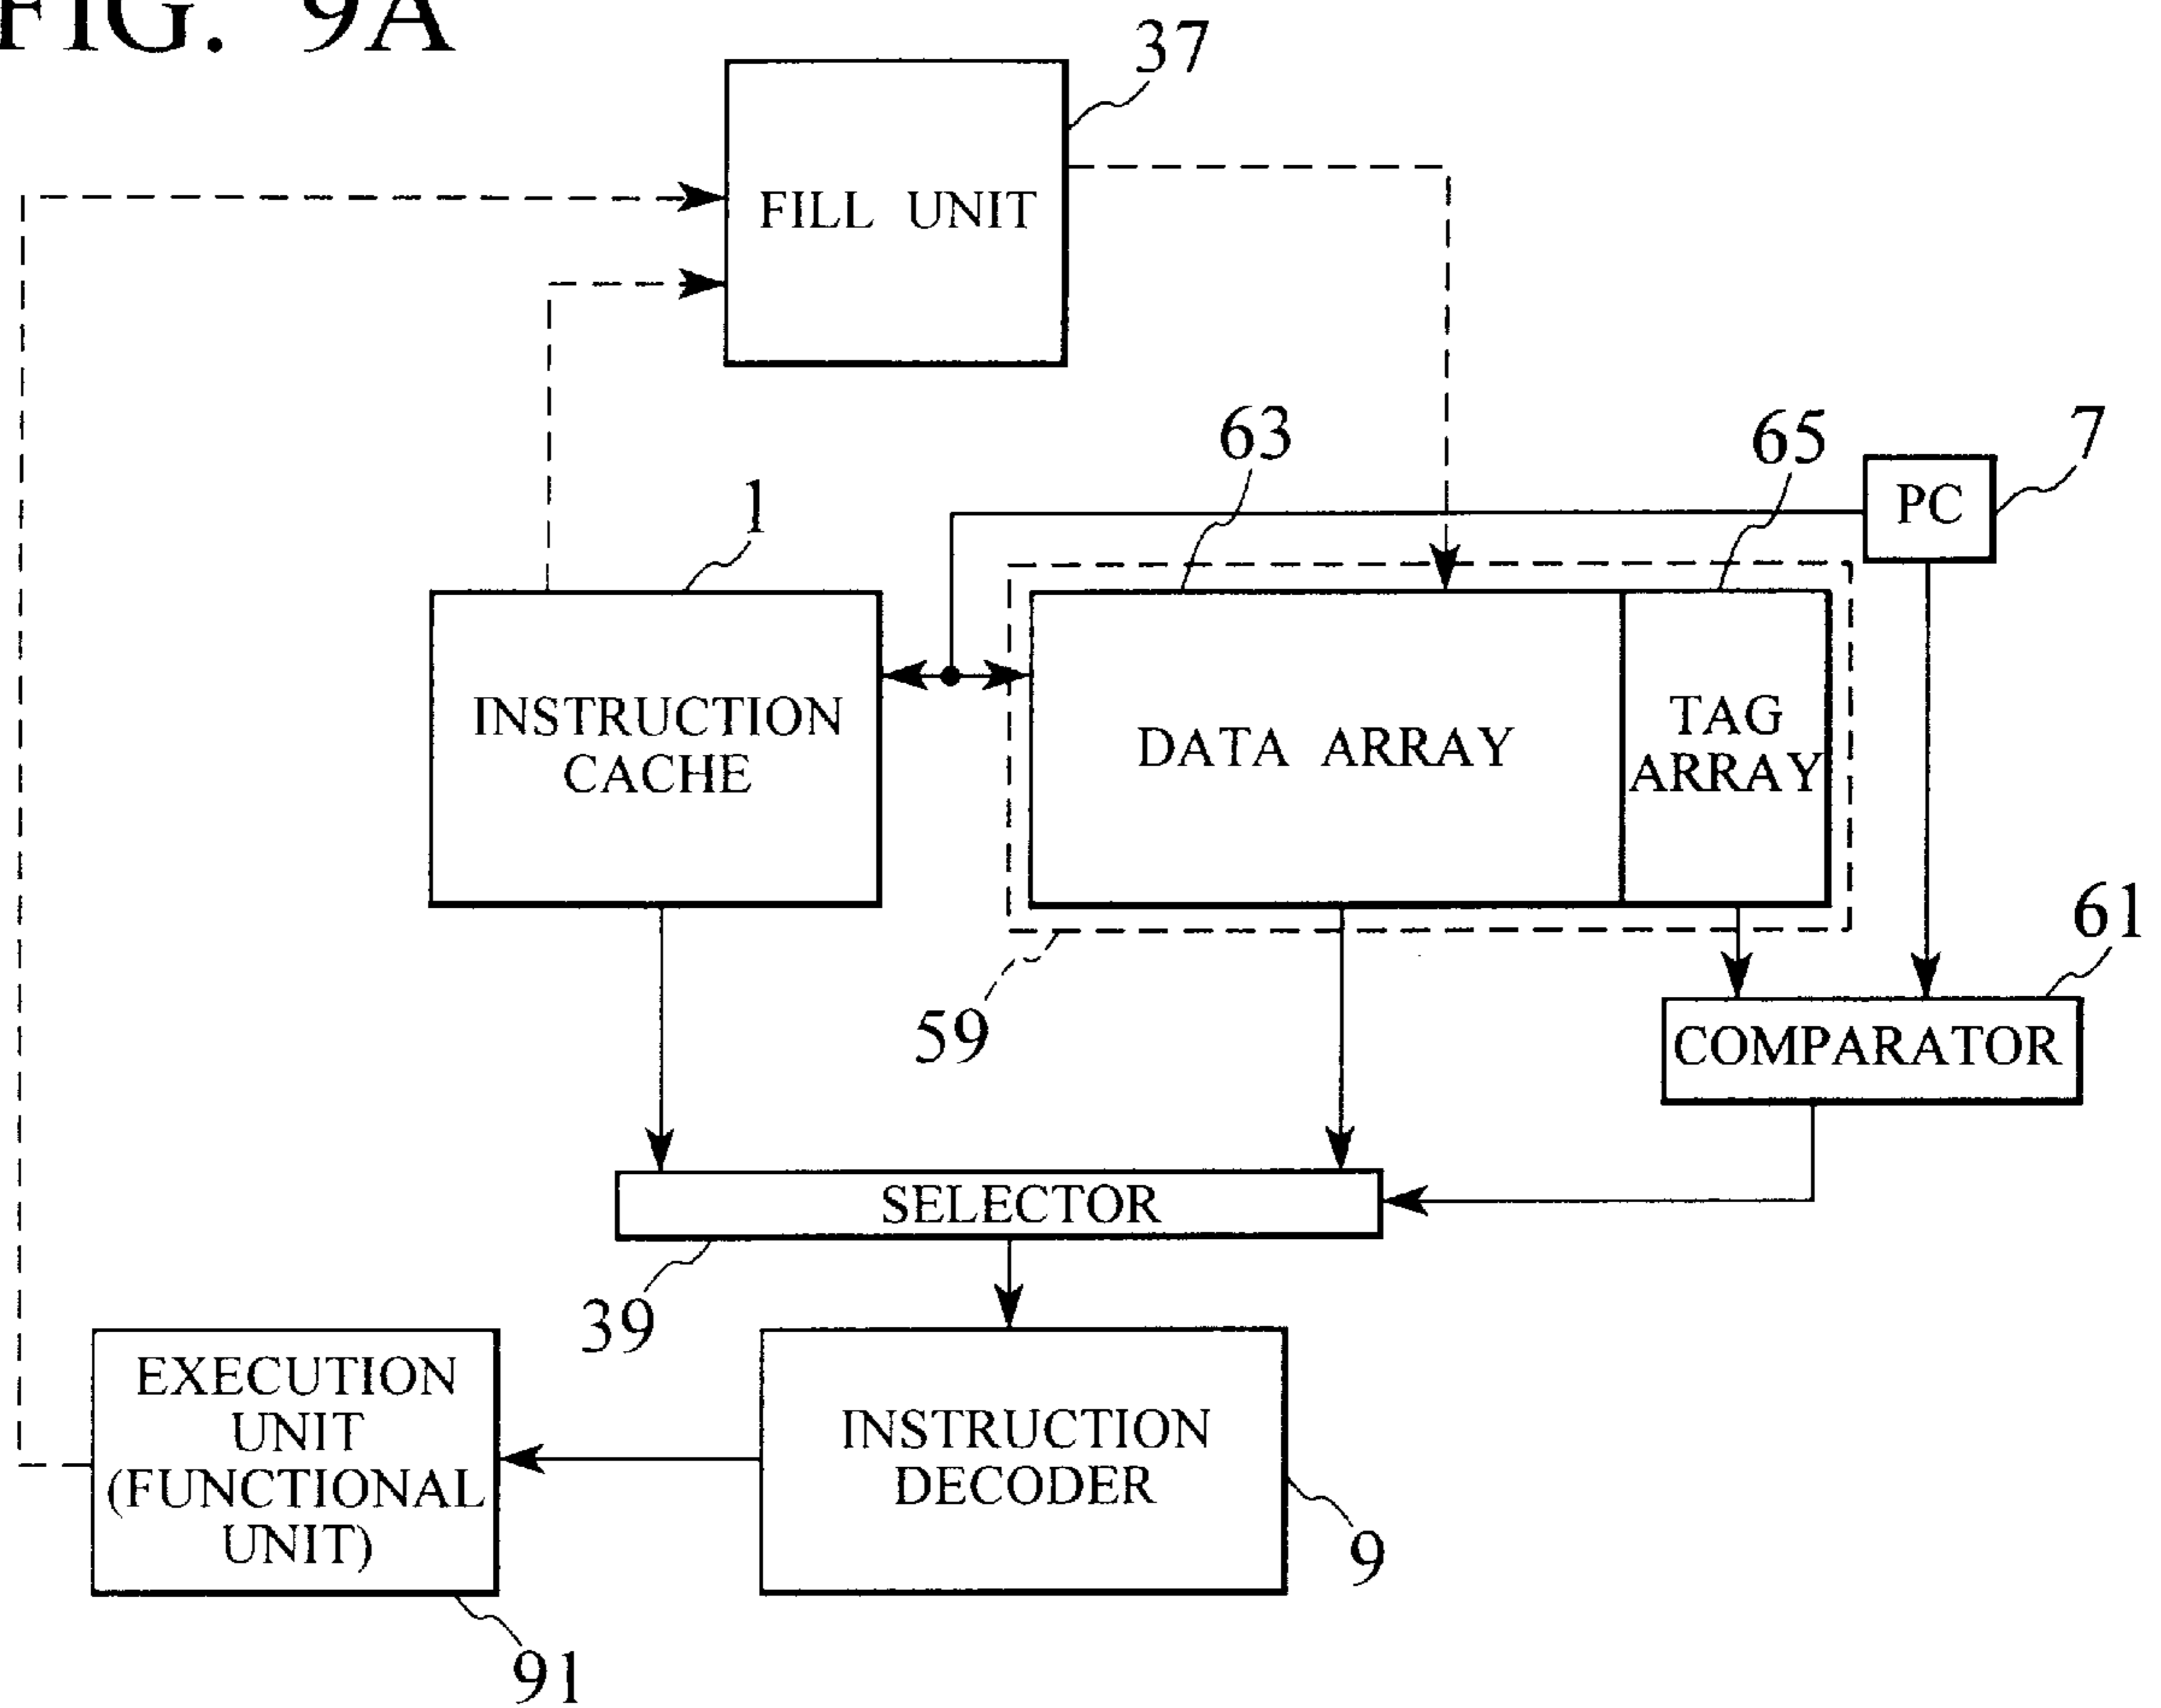 FIG. 9A
37
FILL UNIT
63
65
7
PC
1
INSTRUCTION
CACHE
DATA ARRAY
TAG
ARRAY
61
59
COMPARATOR
SELECTOR
39
EXECUTION
UNIT
(FUNCTIONAL
UNIT)
INSTRUCTION
DECODER
9
91